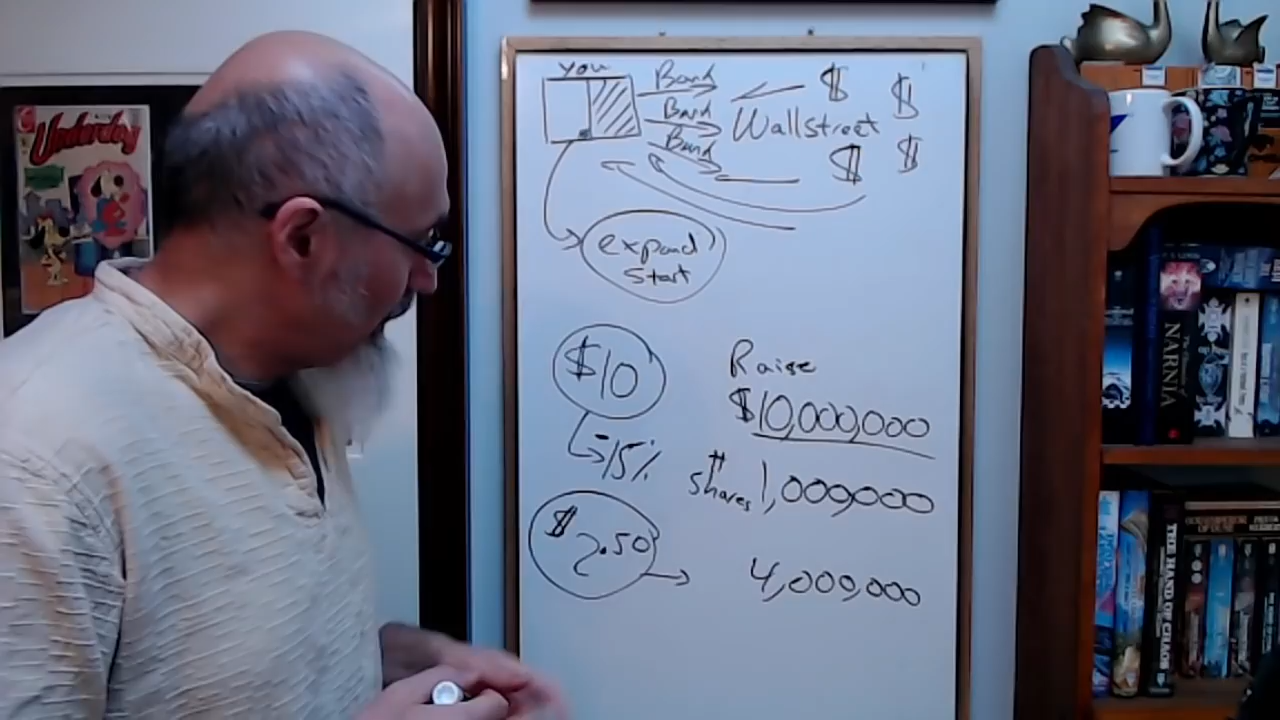 Underdog
you
Bank
Bank
Bank
$
$
Wallstreet
$
$
expand
Start
$10
-15%
$2.50
Raise
$10,000,000
# shares 1,000,000
4,000,000
NARNIA
THE HAND OF CHAOS